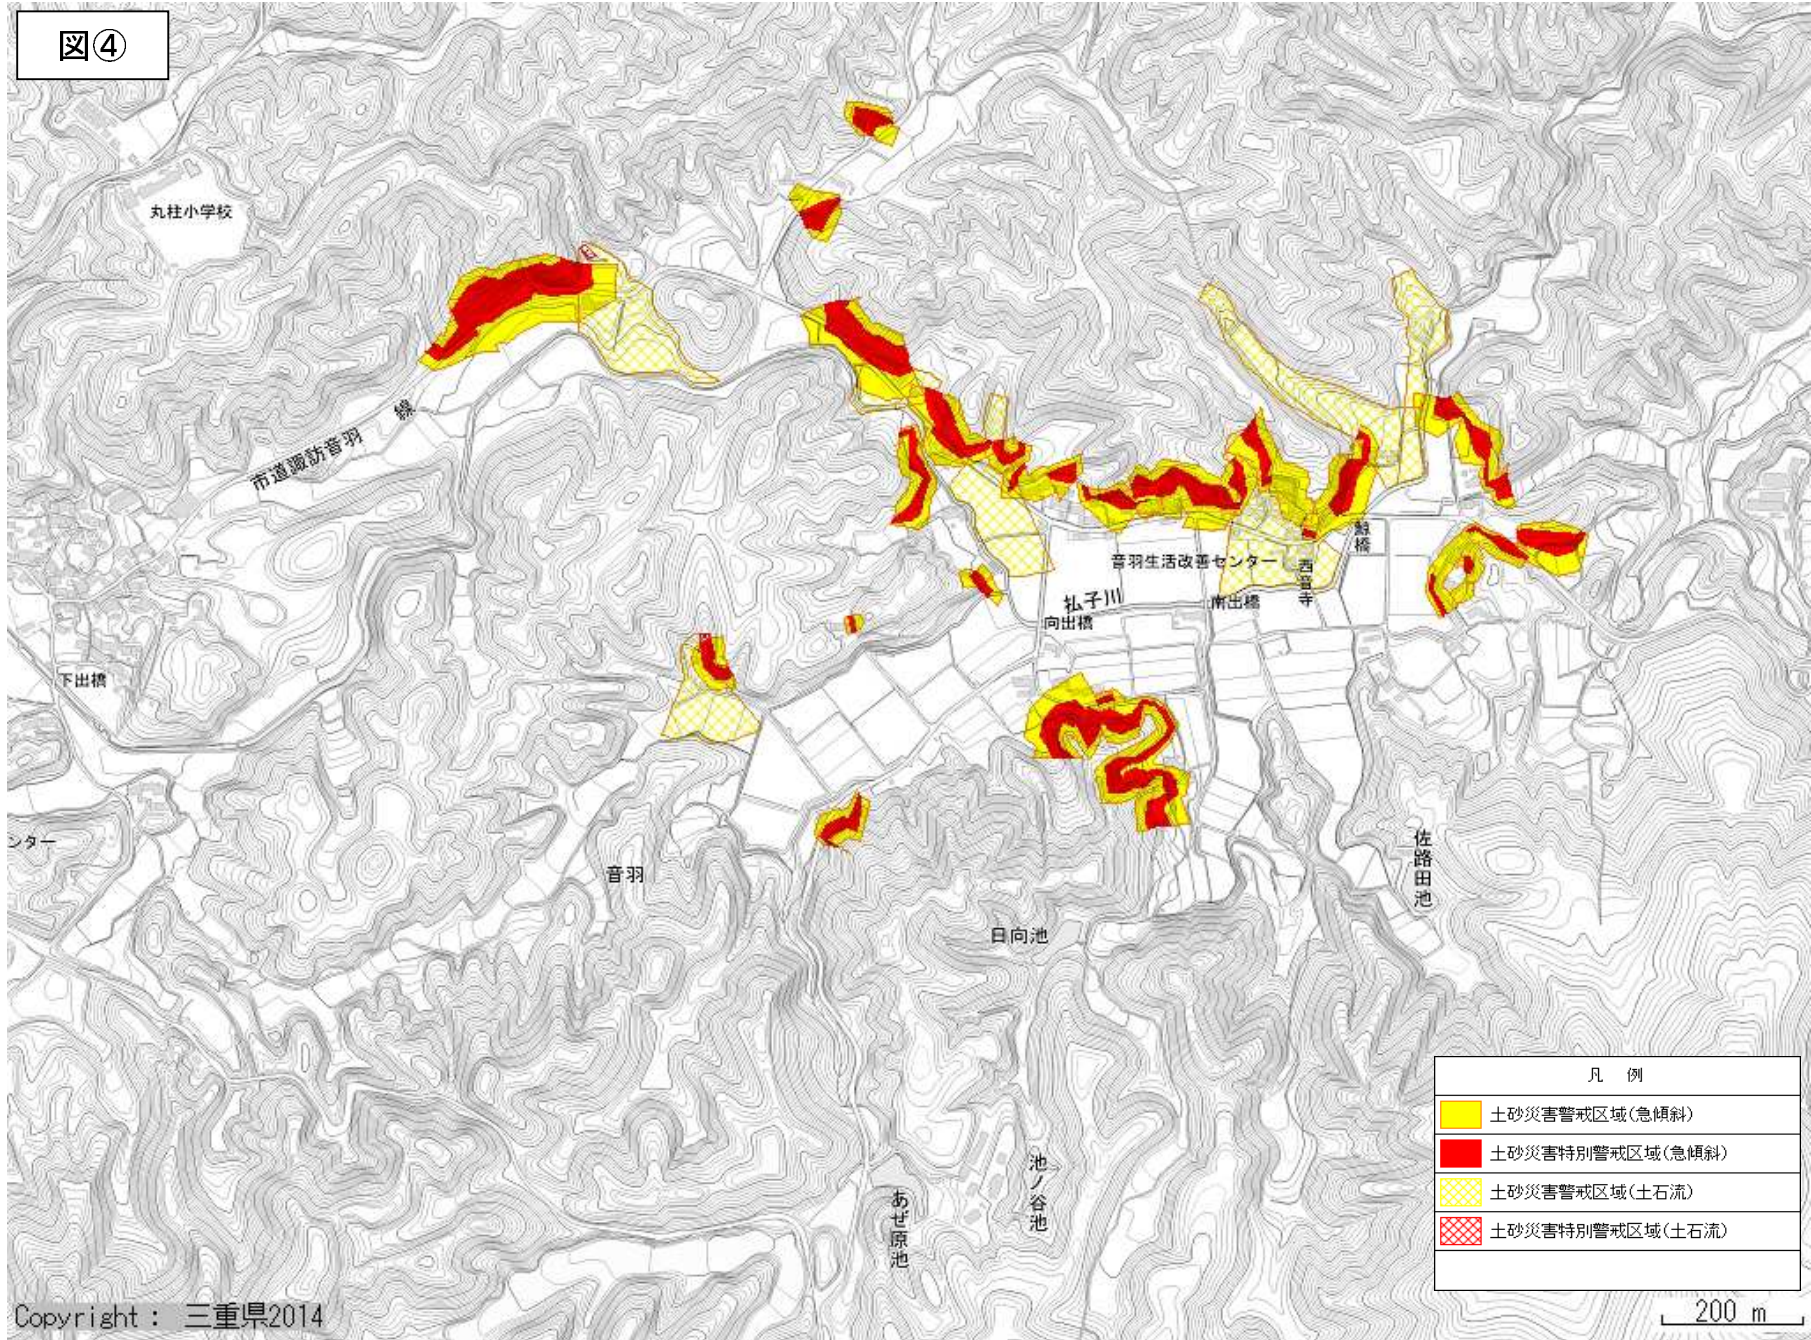 図④
丸柱小学校
市道諏訪音羽
線
音羽生活改善センター
鯨橋
西音寺
払子川
南出橋
向出橋
下出橋
ンター
音羽
佐路田池
日向池
池ノ谷池
あぜ原池
凡 例
土砂災害警戒区域(急傾斜)
土砂災害特別警戒区域(急傾斜)
土砂災害警戒区域(土石流)
土砂災害特別警戒区域(土石流)
Copyright : 三重県2014
200 m